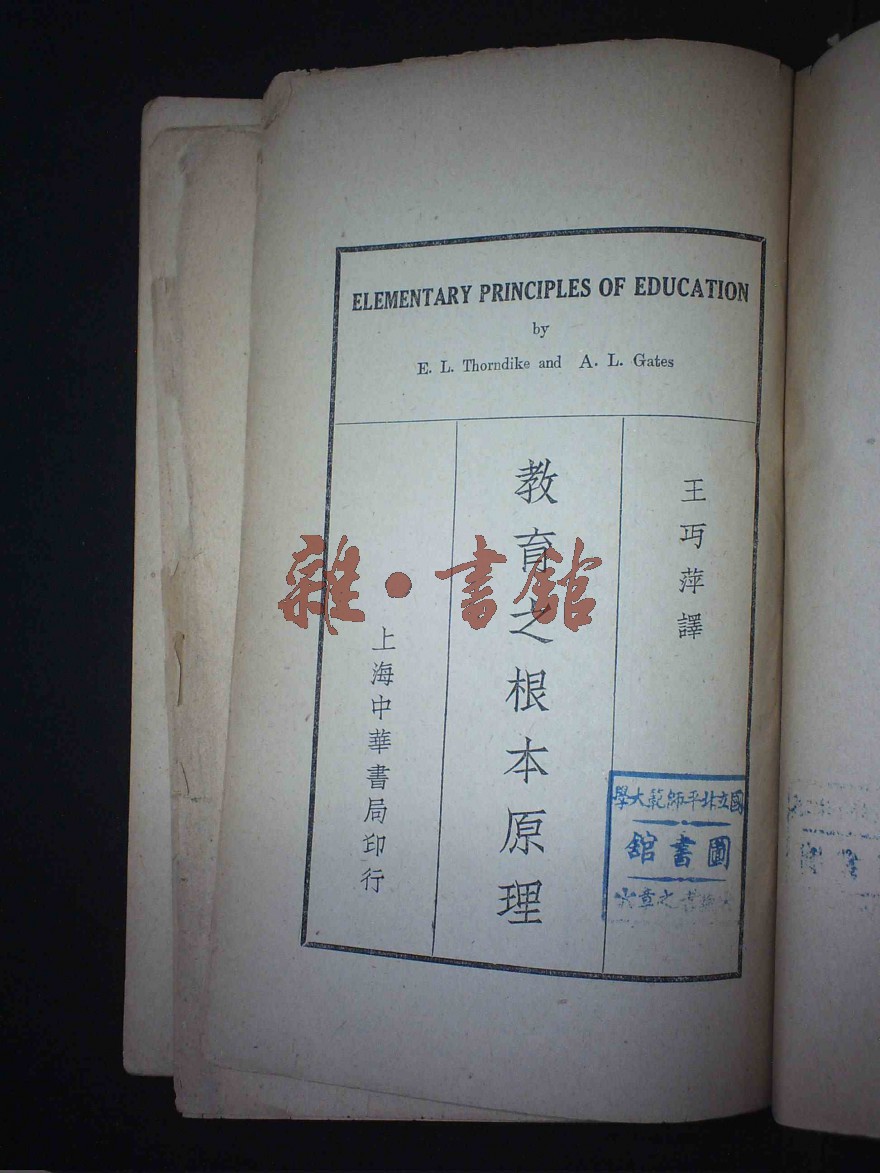 ELEMENTARY PRINCIPLES OF EDUCATION
by
E. L. Thorndike and A. L. Gates
王丏萍譯
教育之根本原理
上海中華書局印行
雜·書館
國立北平師範大學
圖書館
之章